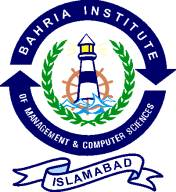 BAHRIA INSTITUTE
OF MANAGEMENT & COMPUTER SCIENCES
ISLAMABAD